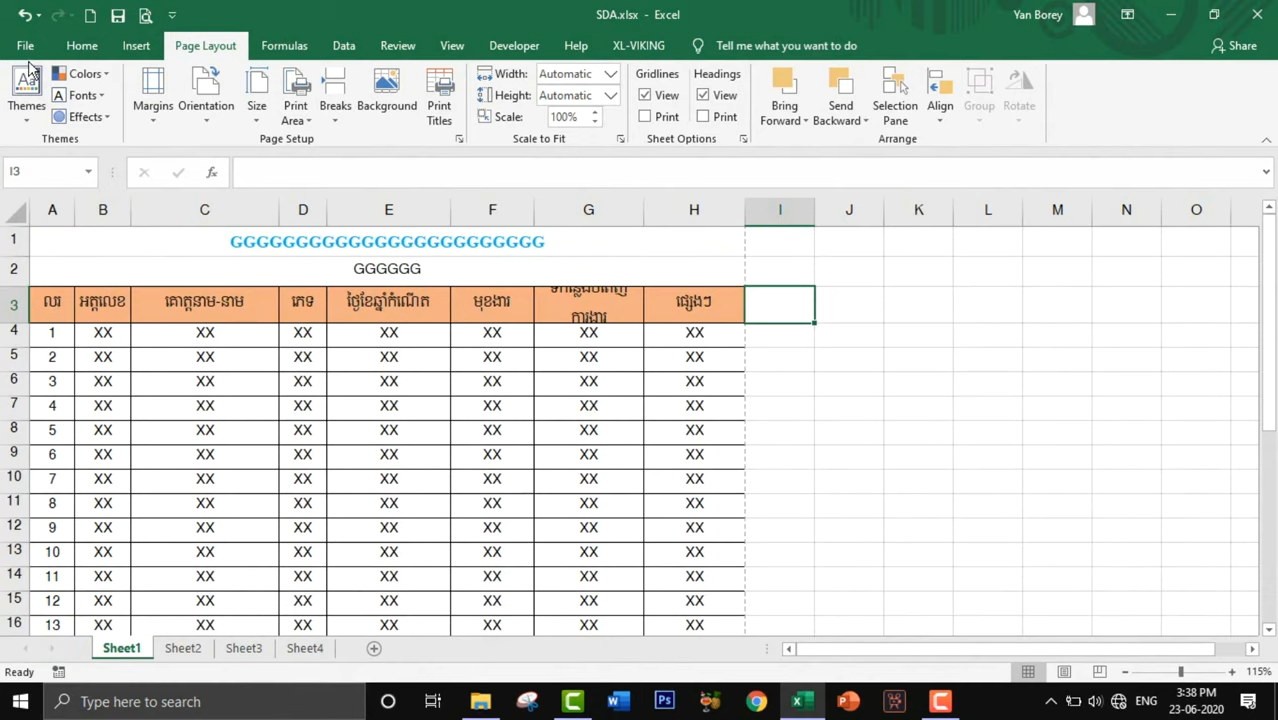 SDA.xlsx - Excel
Yan Borey
File Home Insert Page Layout Formulas Data Review View Developer Help XL-VIKING Tell me what you want to do Share
Themes Colors Fonts Effects
Margins Orientation Size Print Area Breaks Background Print Titles
Width: Automatic
Height: Automatic
Scale: 100%
Gridlines View Print
Headings View Print
Bring Forward Send Backward Selection Pane Align Group Rotate
Themes Page Setup Scale to Fit Sheet Options Arrange
I3 fx
A B C D E F G H I J K L M N O
1 GGGGGGGGGGGGGGGGGGGGGGGG
2 GGGGGG
3 លរ អត្តលេខ គោត្តនាម-នាម ភេទ ថ្ងៃខែឆ្នាំកំណើត មុខងារ ការងារ ផ្សេងៗ
4 1 XX XX XX XX XX XX XX
5 2 XX XX XX XX XX XX XX
6 3 XX XX XX XX XX XX XX
7 4 XX XX XX XX XX XX XX
8 5 XX XX XX XX XX XX XX
9 6 XX XX XX XX XX XX XX
10 7 XX XX XX XX XX XX XX
11 8 XX XX XX XX XX XX XX
12 9 XX XX XX XX XX XX XX
13 10 XX XX XX XX XX XX XX
14 11 XX XX XX XX XX XX XX
15 12 XX XX XX XX XX XX XX
16 13 XX XX XX XX XX XX XX
Sheet1 Sheet2 Sheet3 Sheet4
Ready 115%
Type here to search
ENG
3:38 PM
23-06-2020